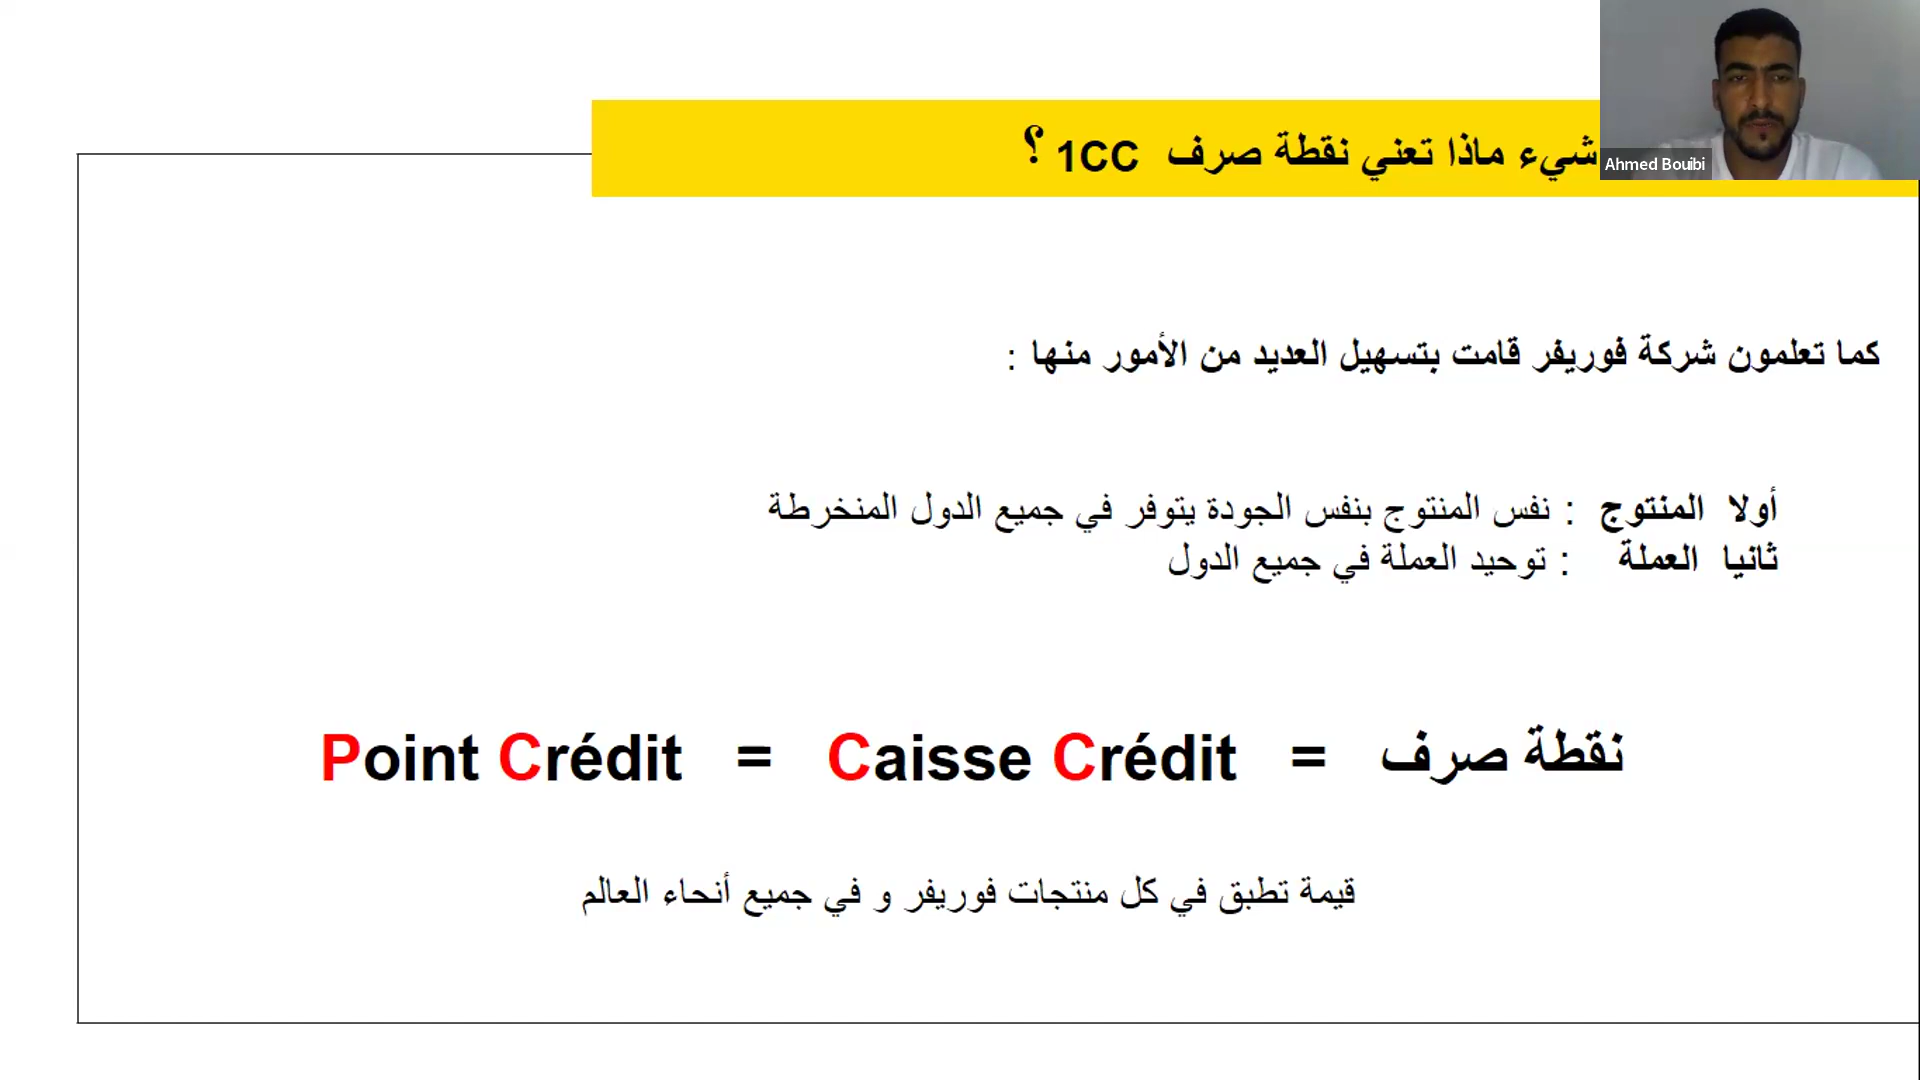 شيء ماذا تعني نقطة صرف 1CC ؟
Ahmed Bouibi
كما تعلمون شركة فوريفر قامت بتسهيل العديد من الأمور منها :
أولا المنتوج : نفس المنتوج بنفس الجودة يتوفر في جميع الدول المنخرطة
ثانيا العملة : توحيد العملة في جميع الدول
Point Crédit = Caisse Crédit = نقطة صرف
قيمة تطبق في كل منتجات فوريفر و في جميع أنحاء العالم